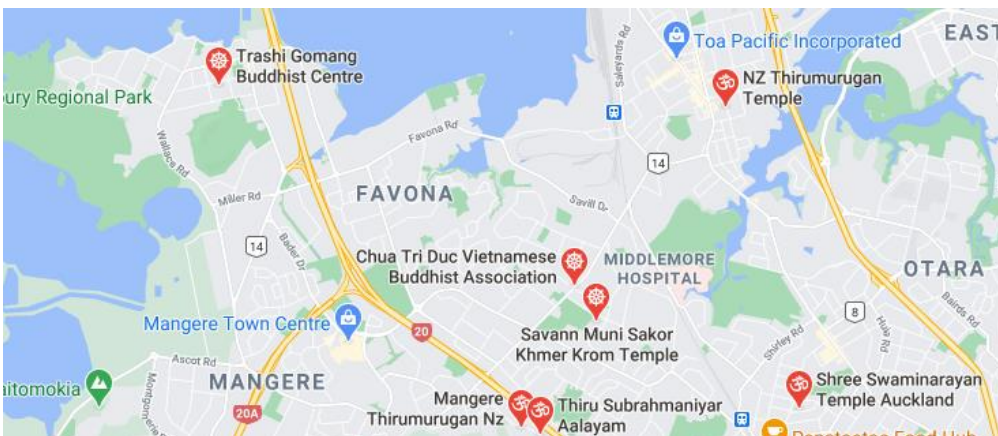 Trashi Gomang
Buddhist Centre
ury Regional Park
Wallace Rd
Miller Rd
14
Bader Dr
Favona Rd
FAVONA
Saleyards Rd
Toa Pacific Incorporated
EAST
NZ Thirumurugan
Temple
14
Savill Dr
Chua Tri Duc Vietnamese
Buddhist Association
MIDDLEMORE
HOSPITAL
OTARA
Bairds Rd
Hula Rd
8
Shirley Rd
Savann Muni Sakor
Khmer Krom Temple
Mangere Town Centre
20
Ascot Rd
aitomokia
Montgomerie
MANGERE
20A
Mangere
Thirumurugan Nz
Thiru Subrahmaniyar
Aalayam
Shree Swaminarayan
Temple Auckland